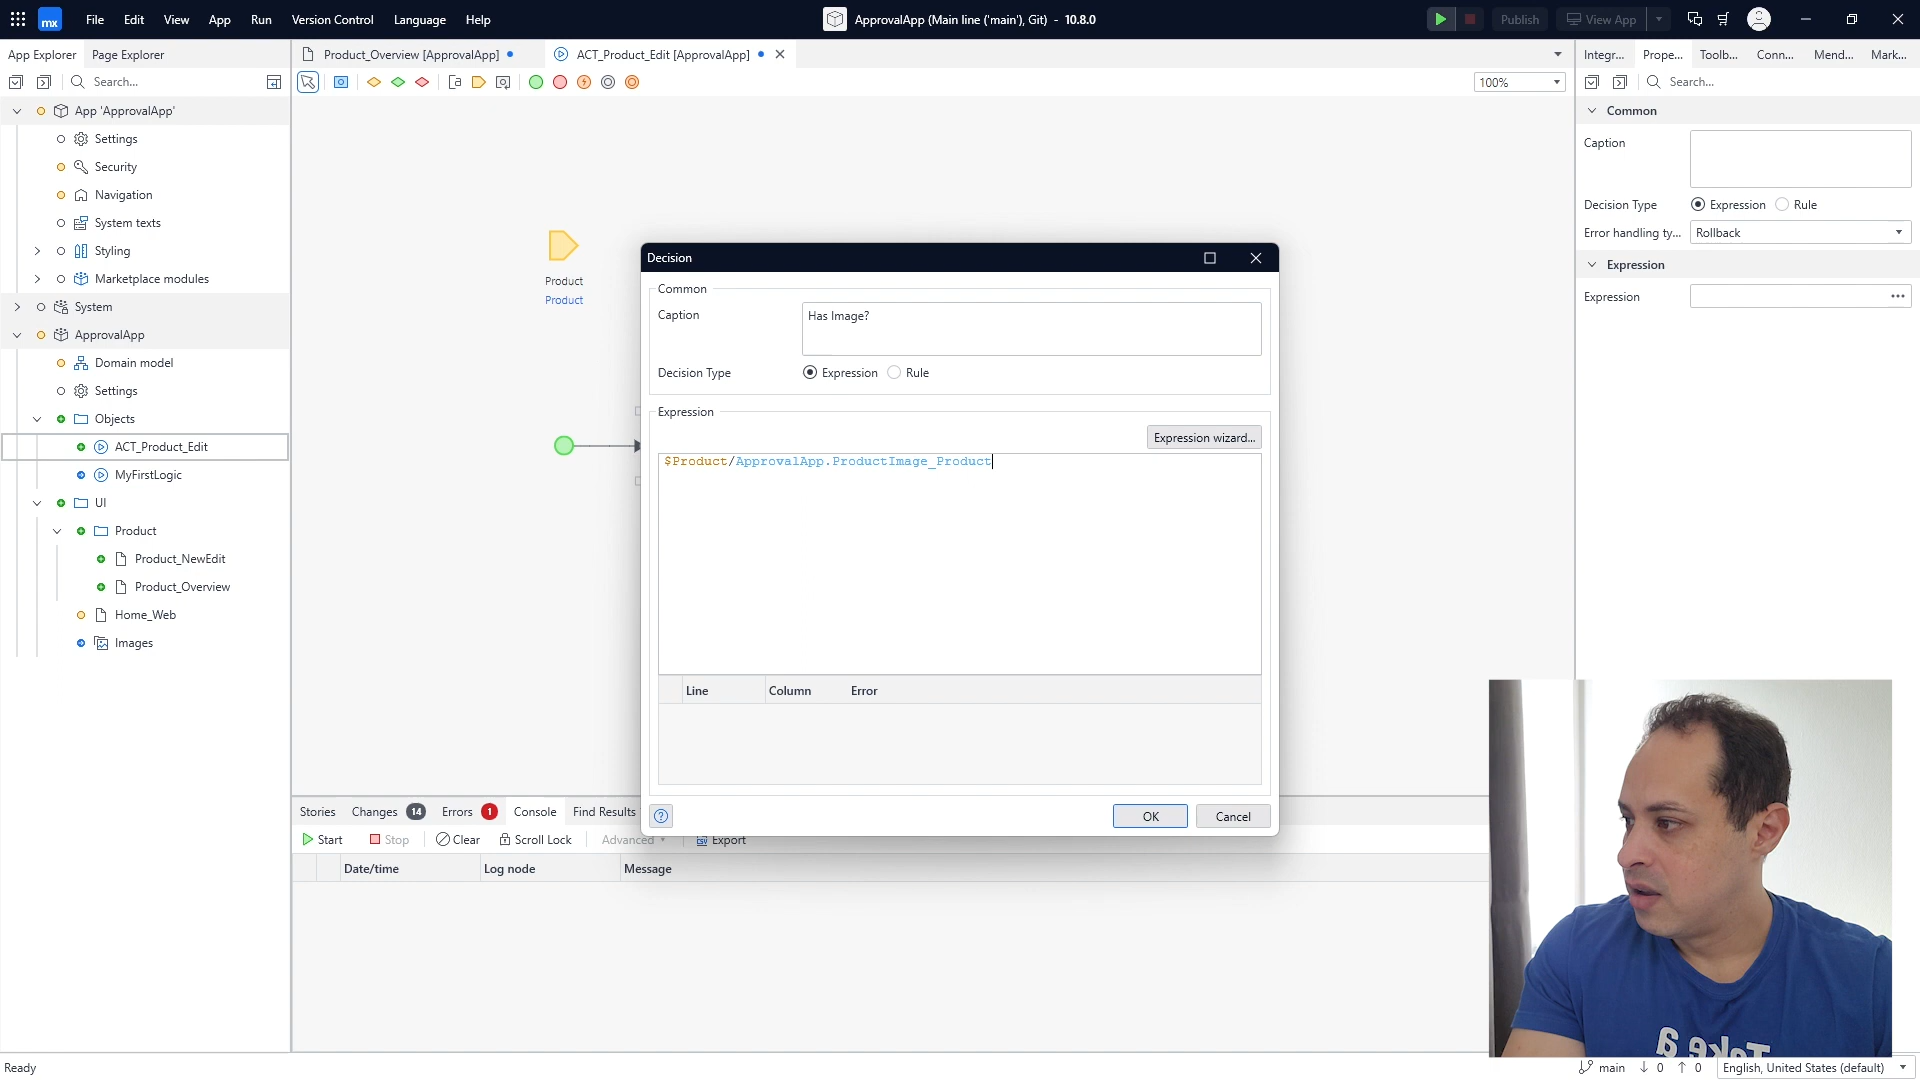 mx File Edit View App Run Version Control Language Help
ApprovalApp (Main line ('main'), Git) - 10.8.0
Publish View App
App Explorer Page Explorer
Product_Overview [ApprovalApp]
ACT_Product_Edit [ApprovalApp]
Integr... Prope... Toolb... Conn... Mend... Mark...
Search...
100%
Search...
App 'ApprovalApp'
Settings
Security
Navigation
System texts
Styling
Marketplace modules
System
ApprovalApp
Domain model
Settings
Objects
ACT_Product_Edit
MyFirstLogic
UI
Product
Product_NewEdit
Product_Overview
Home_Web
Images
Product
Product
Decision
Common
Caption
Has Image?
Decision Type
Expression
Rule
Expression
Expression wizard...
$Product/ApprovalApp.ProductImage_Product
Line Column Error
OK Cancel
Common
Caption
Decision Type Expression Rule
Error handling ty... Rollback
Expression
Expression
Stories Changes 14 Errors 1 Console Find Results
Start Stop Clear Scroll Lock Advanced Export
Date/time Log node Message
Ready
main 0 0 English, United States (default)
Take a